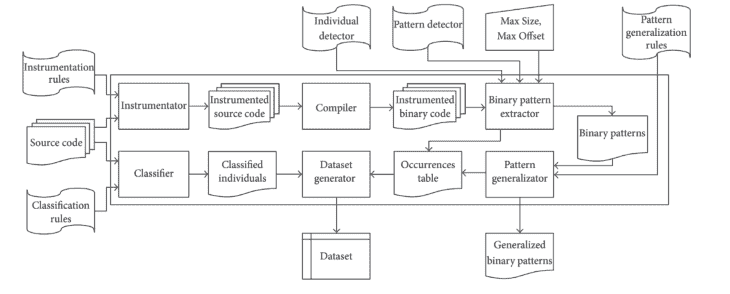 Individual
detector
Pattern detector
Max Size,
Max Offset
Pattern
generalization
rules
Instrumentation
rules
Instrumentator
Instrumented
source code
Compiler
Instrumented
binary code
Binary pattern
extractor
Binary patterns
Source code
Classifier
Classified
individuals
Dataset
generator
Occurrences
table
Pattern
generalizator
Classification
rules
Dataset
Generalized
binary patterns